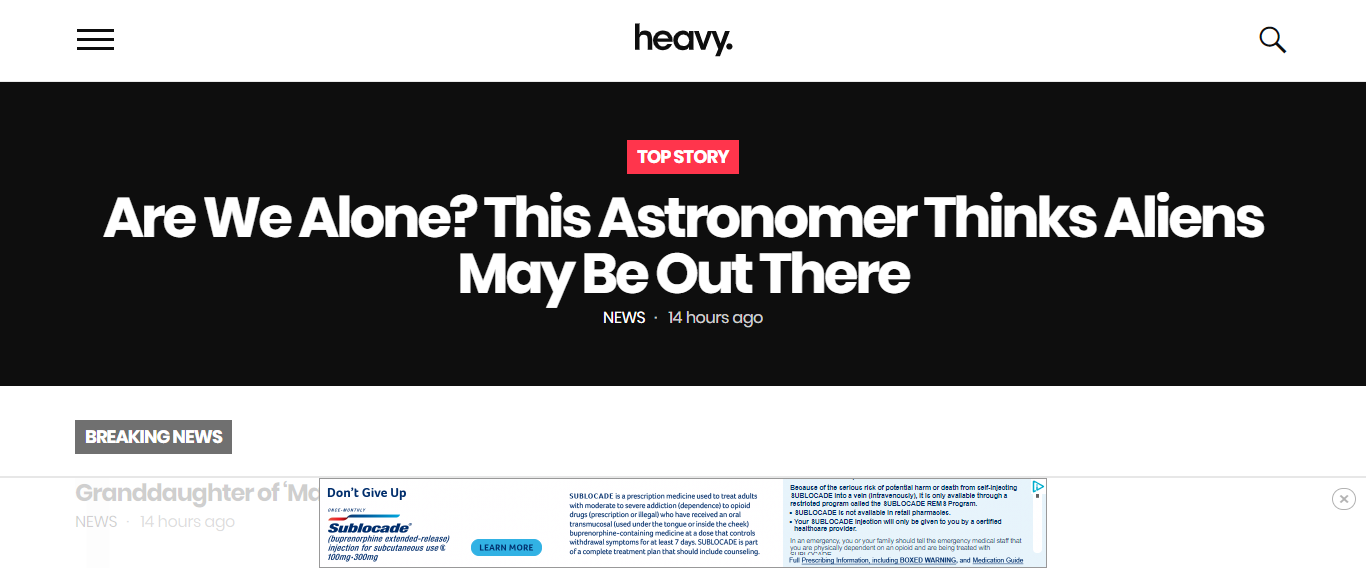 heavy.
TOP STORY
Are We Alone? This Astronomer Thinks Aliens
May Be Out There
NEWS · 14 hours ago
BREAKING NEWS
Granddaughter of ‘Ma
NEWS · 14 hours ago
Don't Give Up
ONCE-MONTHLY
Sublocade®
(buprenorphine extended-release)
injection for subcutaneous use
100mg·300mg
LEARN MORE
SUBLOCADE is a prescription medicine used to treat adults
with moderate to severe addiction (dependence) to opioid
drugs (prescription or illegal) who have received an oral
transmucosal (used under the tongue or inside the cheek)
buprenorphine-containing medicine at a dose that controls
withdrawal symptoms for at least 7 days. SUBLOCADE is part
of a complete treatment plan that should include counseling.
Because of the serious risk of potential harm or death from self-injecting
SUBLOCADE into a vein (intravenously), it is only available through a
restricted program called the SUBLOCADE REMS Program.
• SUBLOCADE is not available in retail pharmacies.
• Your SUBLOCADE injection will only be given to you by a certified
healthcare provider.
In an emergency, you or your family should tell the emergency medical staff that
you are physically dependent on an opioid and are being treated with
SUBLOCADE.
Full Prescribing Information, including BOXED WARNING, and Medication Guide